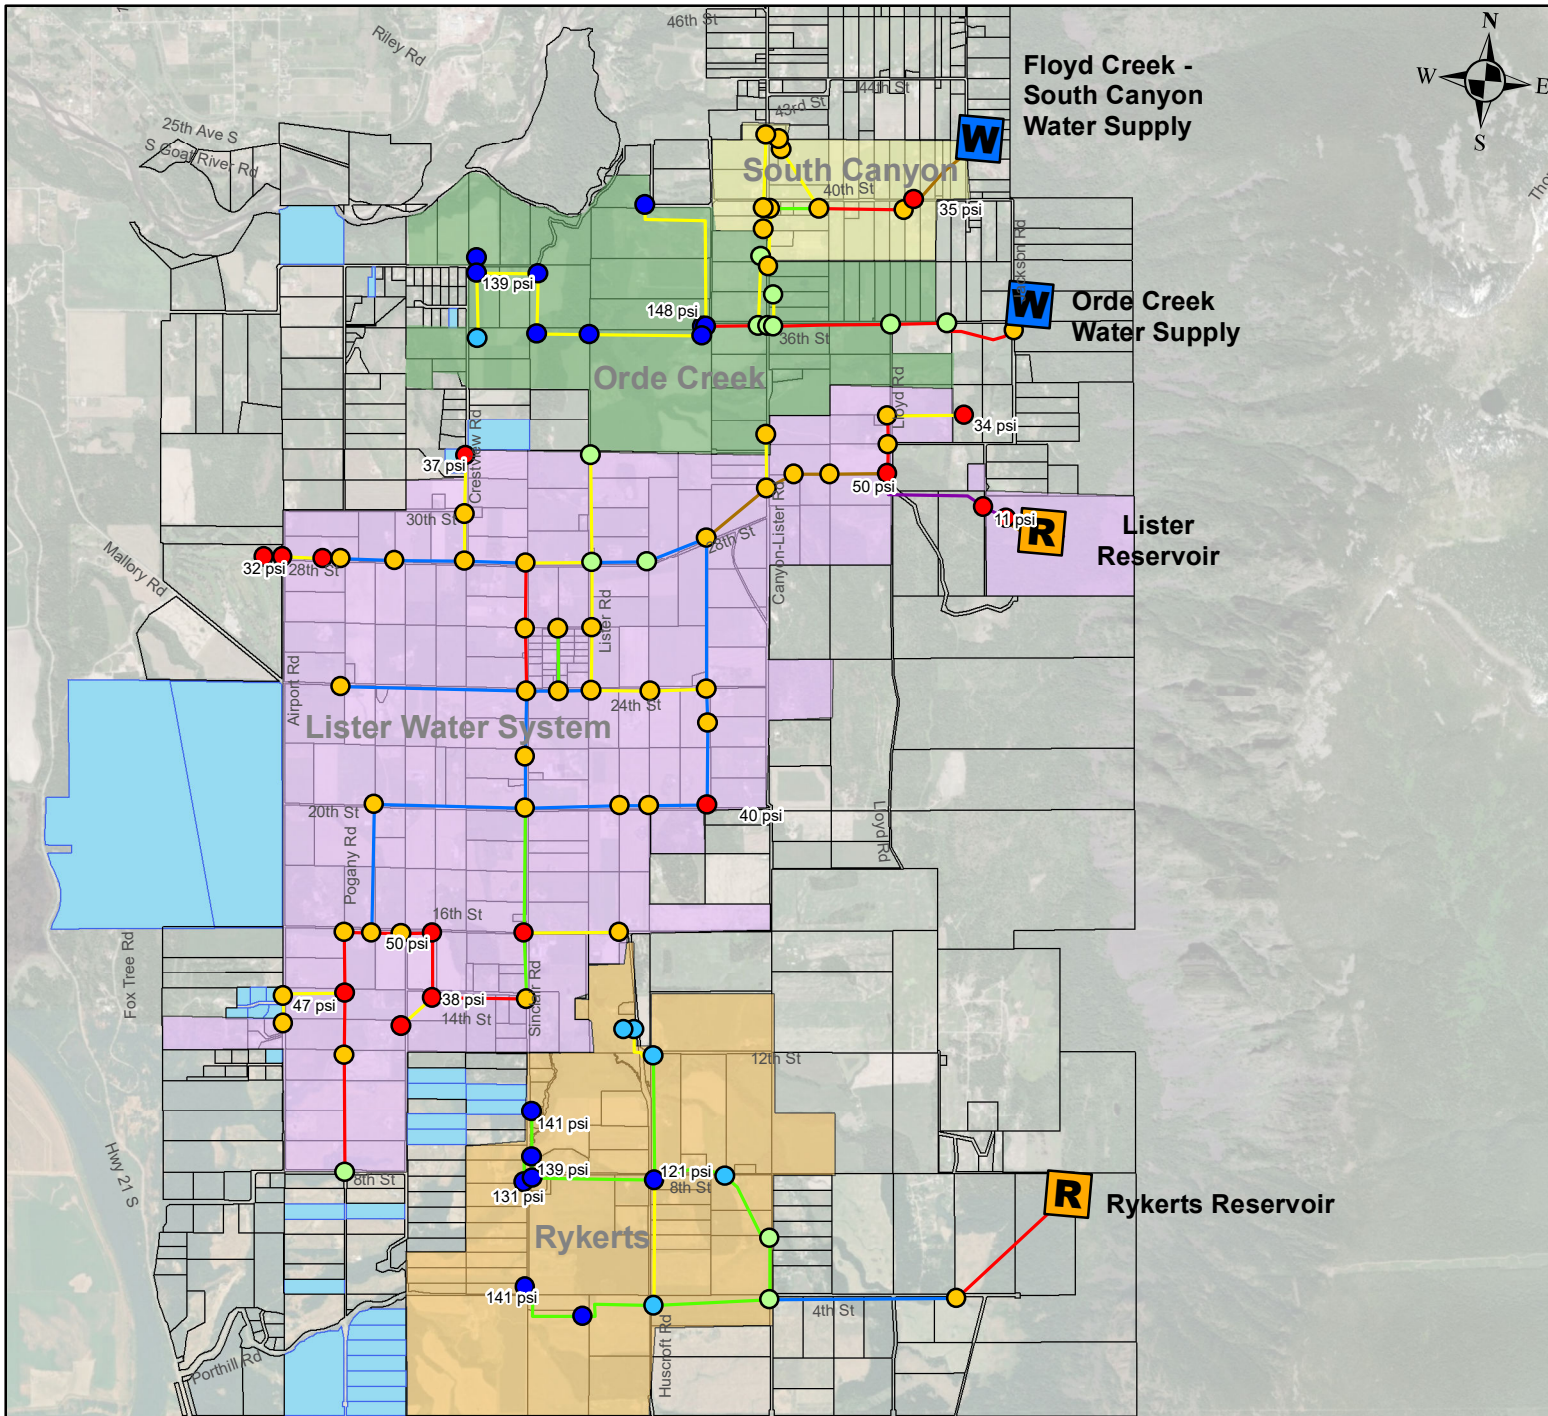 46th St
N
Riley Rd
Floyd Creek -
South Canyon
Water Supply
W
E
S
44th St
43rd St
25th Ave S
S Goat River Rd
W
South Canyon
40th St
35 psi
139 psi
148 psi
36th St
W
Orde Creek
Water Supply
Orde Creek
Lloyd Rd
34 psi
37 psi
Crestview Rd
50 psi
30th St
Canyon-Lister Rd
11 psi
R
Lister
Reservoir
28th St
Mallory Rd
32 psi
28th St
Lister Rd
Airport Rd
24th St
Lister Water System
20th St
40 psi
Lloyd Rd
Pogany Rd
16th St
50 psi
Fox Tree Rd
47 psi
38 psi
14th St
Sinclair Rd
12th St
141 psi
139 psi
131 psi
121 psi
8th St
8th St
Hwy 21 S
R
Rykerts Reservoir
Rykerts
141 psi
4th St
Huscroft Rd
Porthill Rd